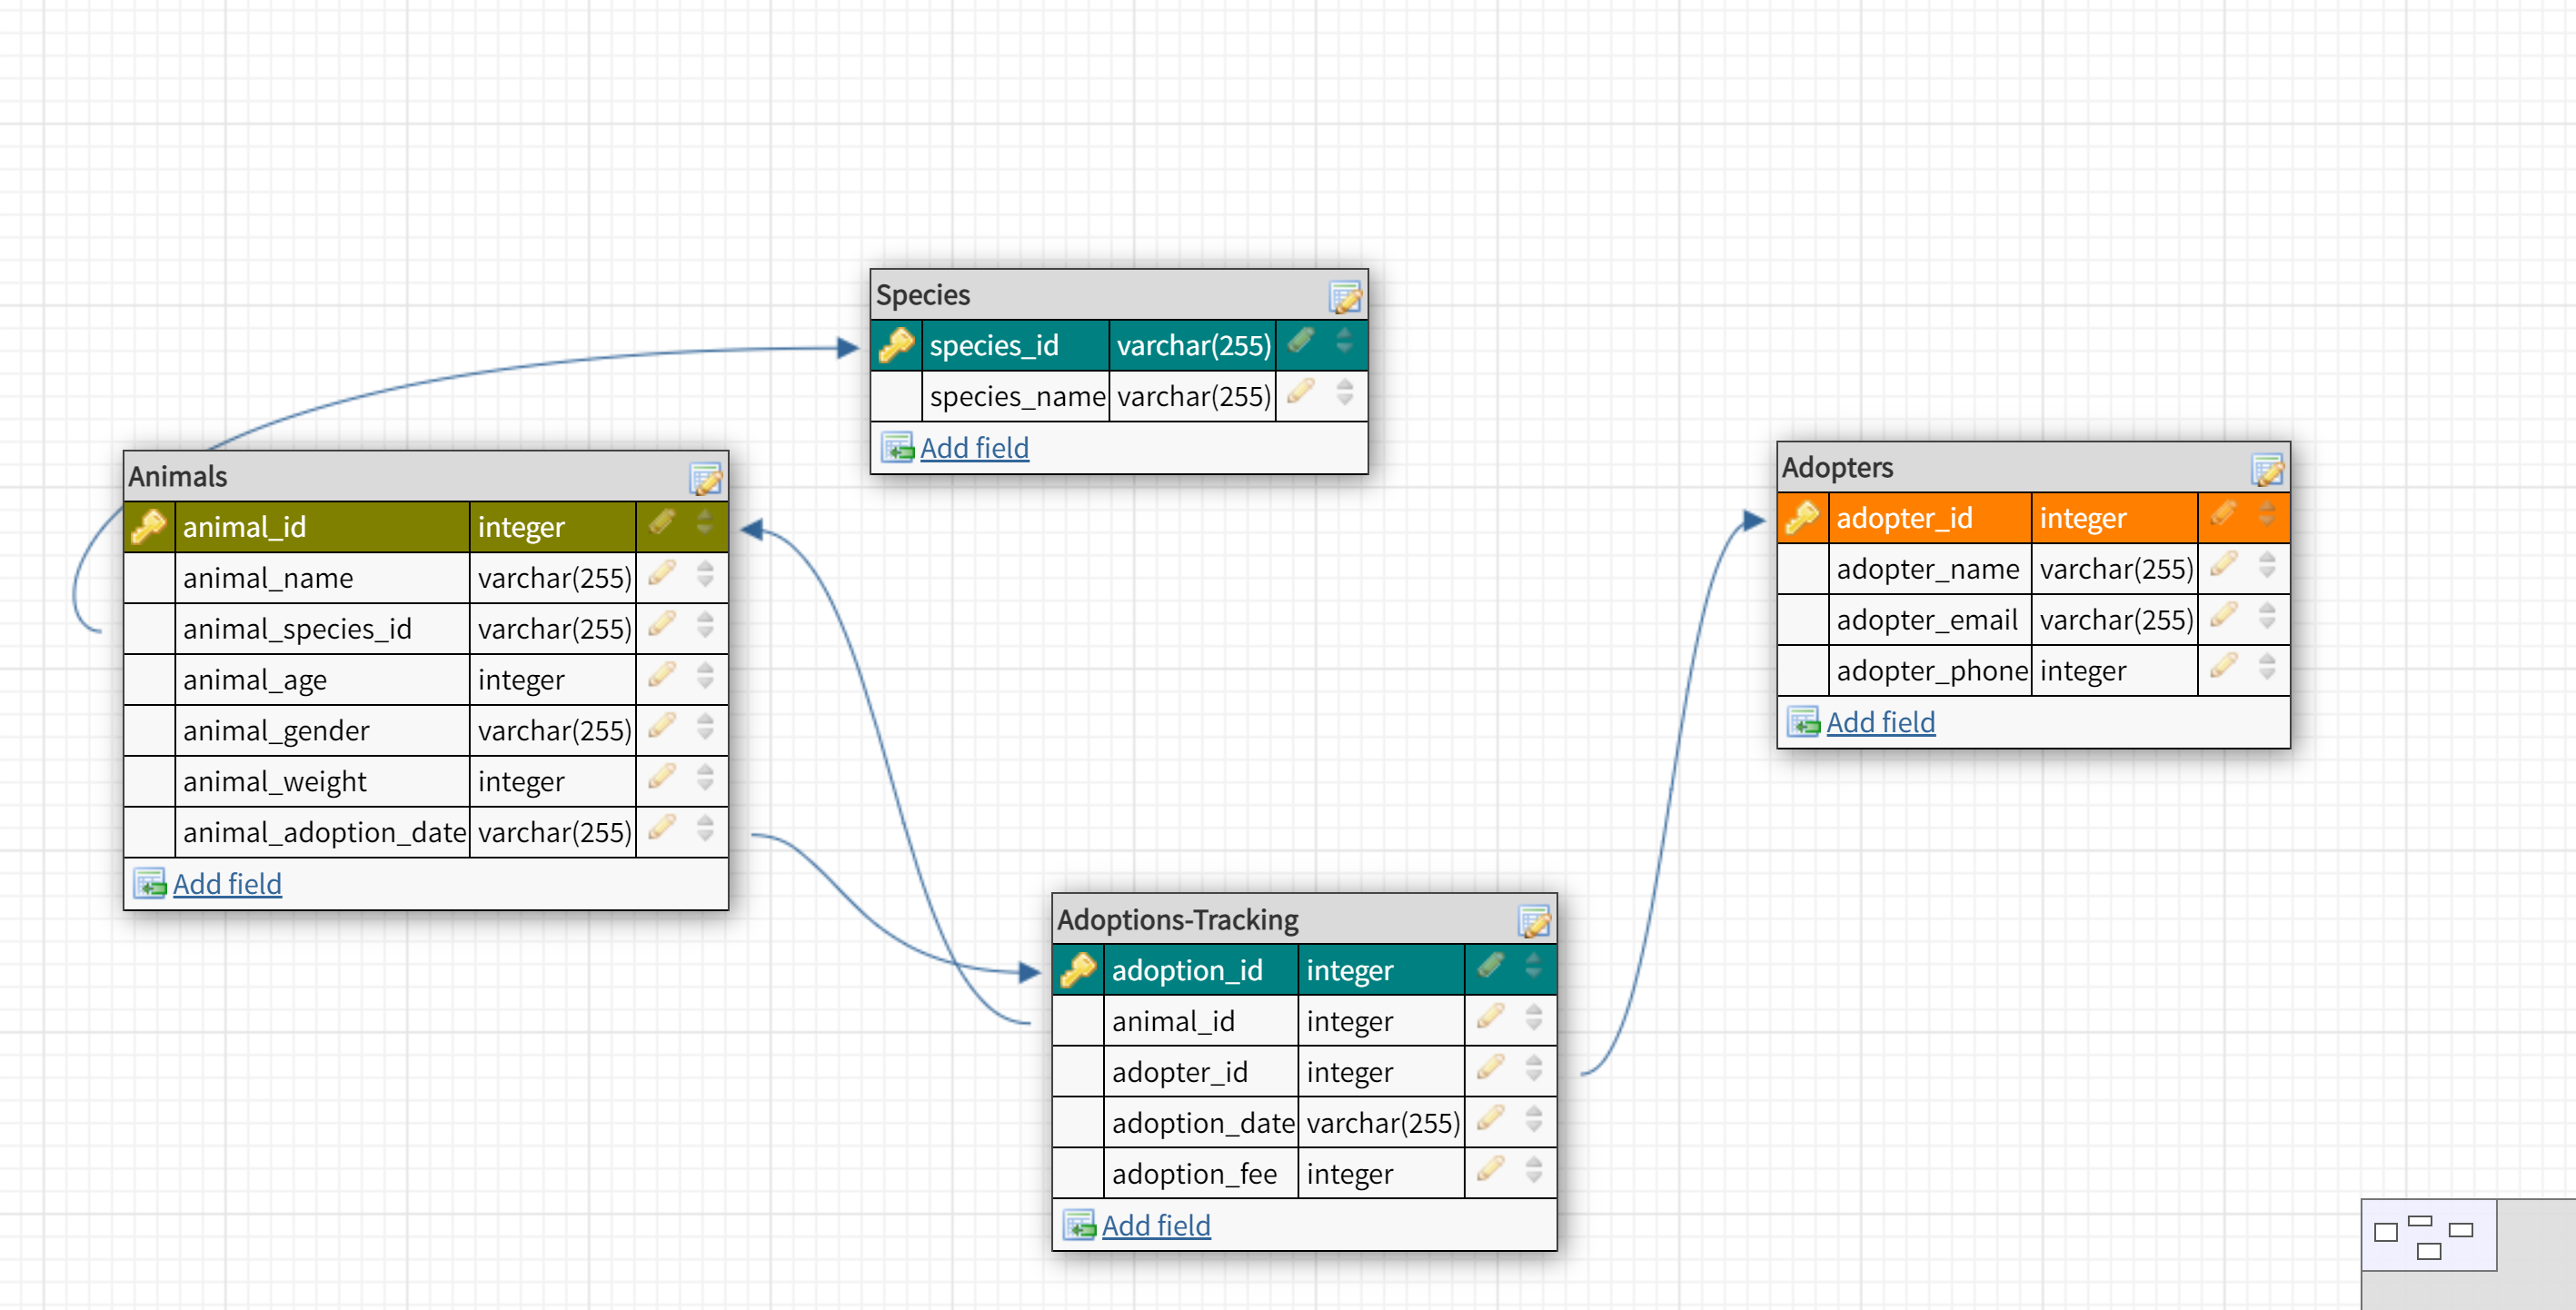 Species
species_id varchar(255)
species_name varchar(255)
Add field
Animals
animal_id integer
animal_name varchar(255)
animal_species_id varchar(255)
animal_age integer
animal_gender varchar(255)
animal_weight integer
animal_adoption_date varchar(255)
Add field
Adopters
adopter_id integer
adopter_name varchar(255)
adopter_email varchar(255)
adopter_phone integer
Add field
Adoptions-Tracking
adoption_id integer
animal_id integer
adopter_id integer
adoption_date varchar(255)
adoption_fee integer
Add field